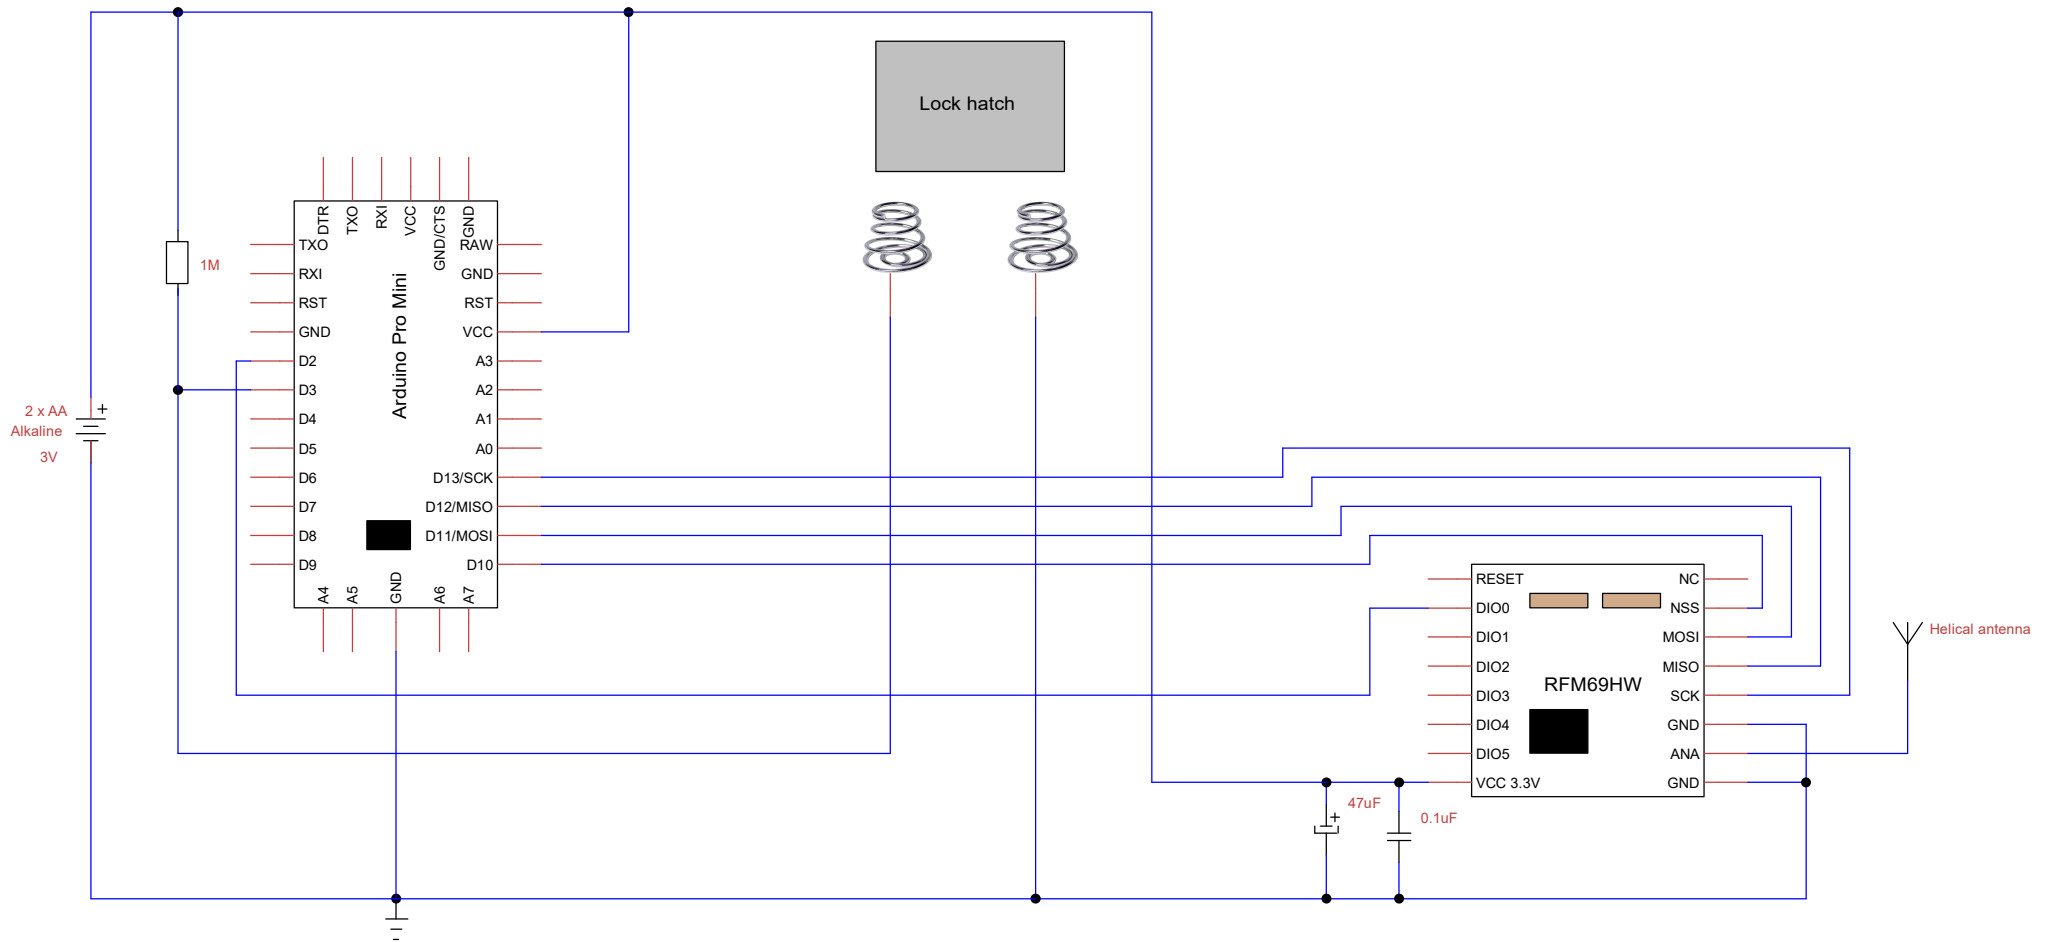 Lock hatch
DTR
TXO
RXI
VCC
GND/CTS
GND
TXO
RXI
RST
GND
D2
D3
D4
D5
D6
D7
D8
D9
Arduino Pro Mini
RAW
GND
RST
VCC
A3
A2
A1
A0
D13/SCK
D12/MISO
D11/MOSI
D10
A4
A5
GND
A6
A7
1M
+
2 x AA
Alkaline
3V
RESET
DIO0
DIO1
DIO2
DIO3
DIO4
DIO5
VCC 3.3V
RFM69HW
NC
NSS
MOSI
MISO
SCK
GND
ANA
GND
Helical antenna
47uF
+
0.1uF